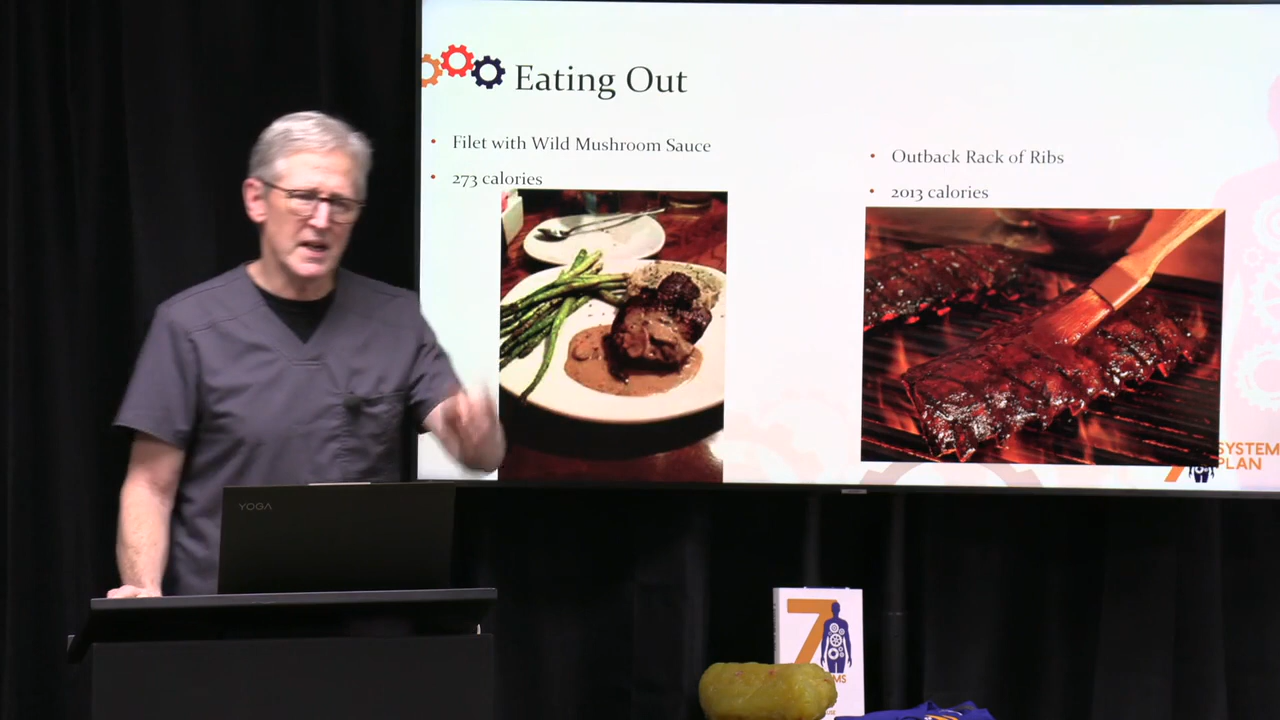 Eating Out
• Filet with Wild Mushroom Sauce
• 273 calories
• Outback Rack of Ribs
• 2013 calories
7 SYSTEM
PLAN
YOGA
7